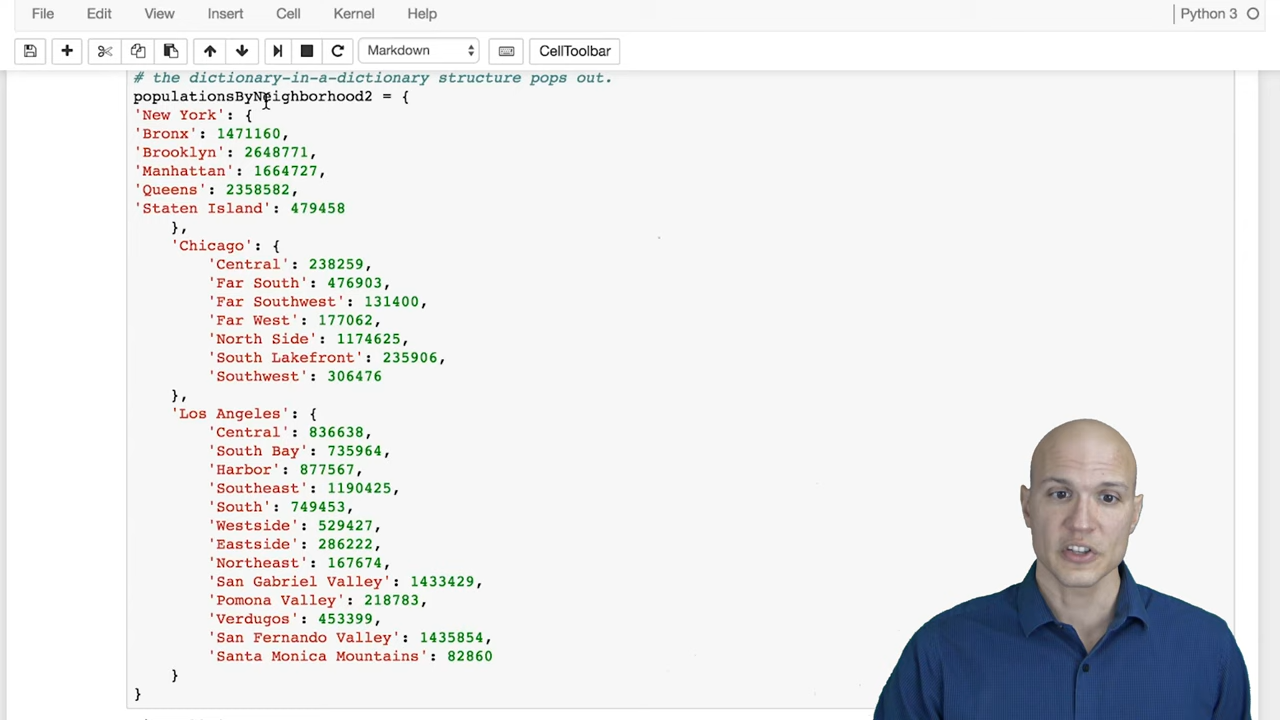 File Edit View Insert Cell Kernel Help Python 3
Markdown CellToolbar
# the dictionary-in-a-dictionary structure pops out.
populationsByNeighborhood2 = {
'New York': {
'Bronx': 1471160,
'Brooklyn': 2648771,
'Manhattan': 1664727,
'Queens': 2358582,
'Staten Island': 479458
},
'Chicago': {
'Central': 238259,
'Far South': 476903,
'Far Southwest': 131400,
'Far West': 177062,
'North Side': 1174625,
'South Lakefront': 235906,
'Southwest': 306476
},
'Los Angeles': {
'Central': 836638,
'South Bay': 735964,
'Harbor': 877567,
'Southeast': 1190425,
'South': 749453,
'Westside': 529427,
'Eastside': 286222,
'Northeast': 167674,
'San Gabriel Valley': 1433429,
'Pomona Valley': 218783,
'Verdugos': 453399,
'San Fernando Valley': 1435854,
'Santa Monica Mountains': 82860
}
}